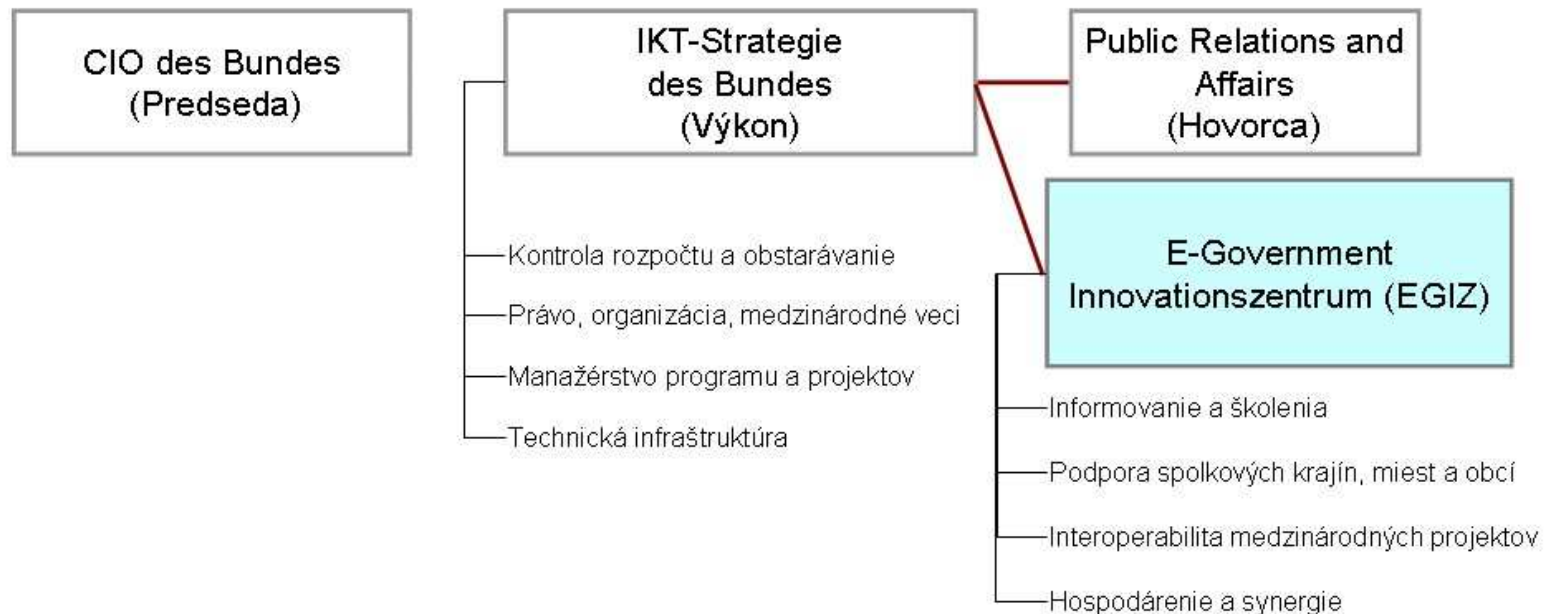 CIO des Bundes
(Predseda)
IKT-Strategie
des Bundes
(Výkon)
Public Relations and
Affairs
(Hovorca)
Kontrola rozpočtu a obstarávanie
Právo, organizácia, medzinárodné veci
Manažérstvo programu a projektov
Technická infraštruktúra
E-Government
Innovationszentrum (EGIZ)
Informovanie a školenia
Podpora spolkových krajín, miest a obcí
Interoperabilita medzinárodných projektov
Hospodárenie a synergie